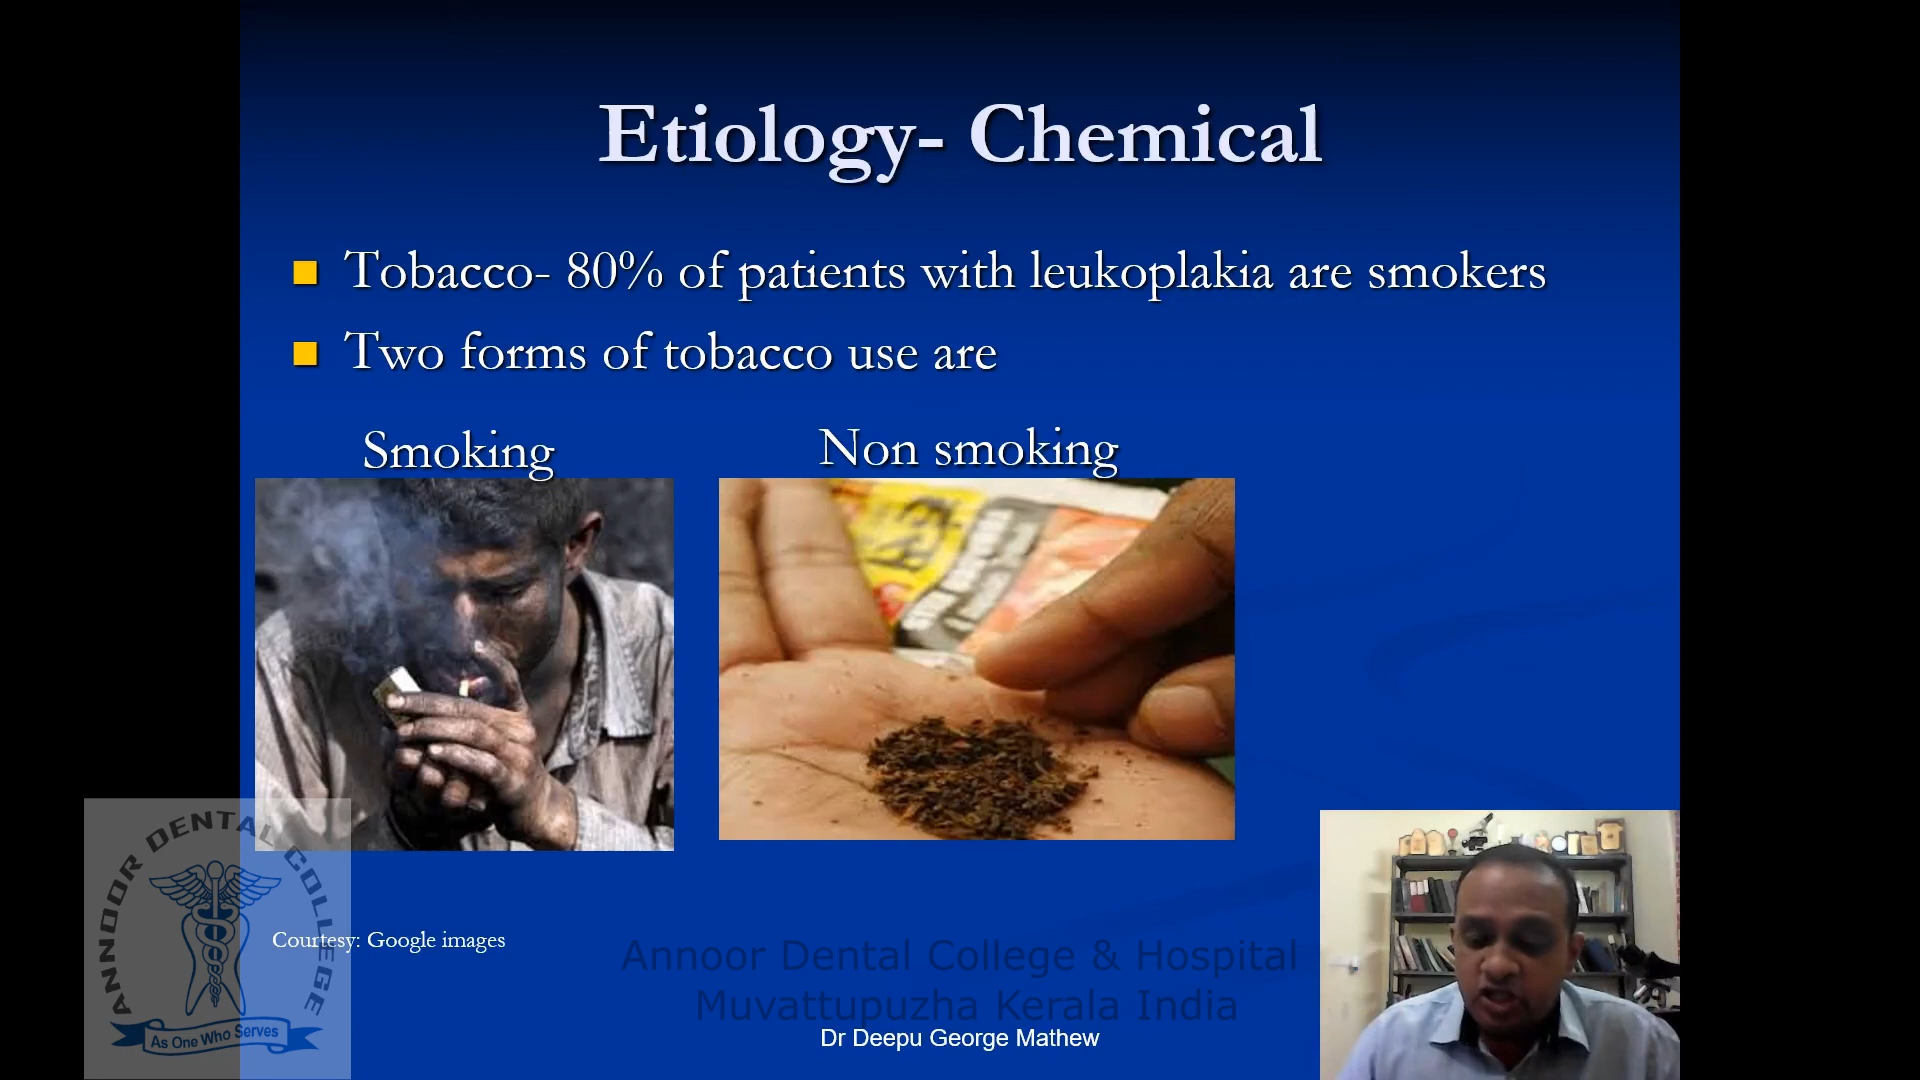 Etiology- Chemical
Tobacco- 80% of patients with leukoplakia are smokers
Two forms of tobacco use are
Smoking
Non smoking
ANNOOR DENTAL COLLEGE
As One Who Serves
Courtesy: Google images
Annoor Dental College & Hospital
Muvattupuzha Kerala India
Dr Deepu George Mathew